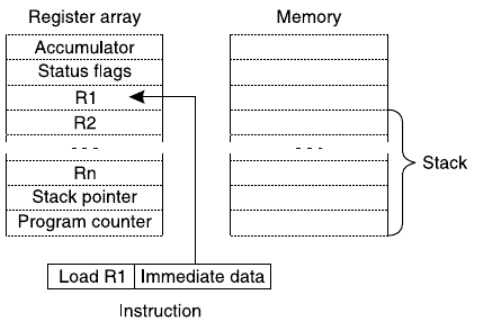 Register array
Memory
Accumulator
Status flags
R1
R2
- - -
- - -
Stack
Rn
Stack pointer
Program counter
Load R1 Immediate data
Instruction